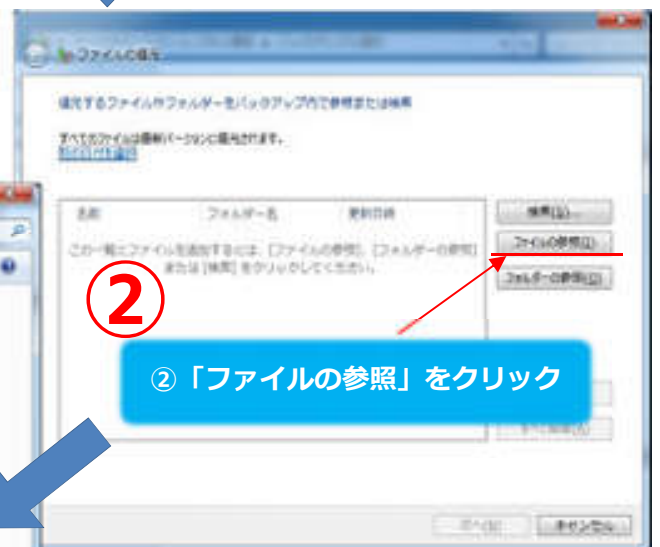 ファイルの復元
復元するファイルやフォルダーをバックアップ内で参照または検索
すべてのファイルは最新バージョンに復元されます。
名前 フォルダー名 更新日時
この一覧にファイルを追加するには、[ファイルの参照]、[フォルダーの参照]
または [検索] をクリックしてください。
検索(S)...
ファイルの参照(I)
フォルダーの参照(O)
②
②「ファイルの参照」をクリック
キャンセル